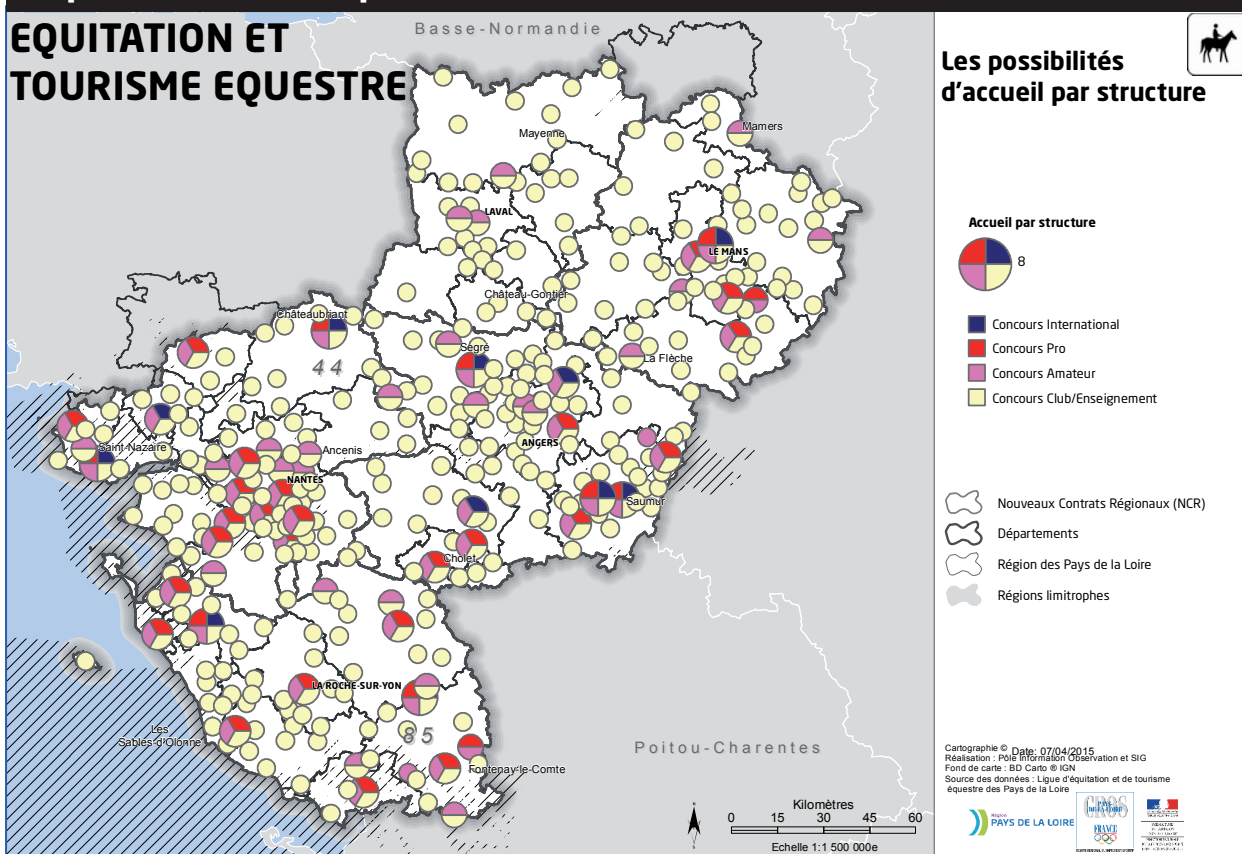 EQUITATION ET
TOURISME EQUESTRE
Basse-Normandie
Les possibilités
d'accueil par structure
Mayenne
Mamers
LAVAL
LE MANS
Château-Gontier
Châteaubriant
44
Segré
La Flèche
ANGERS
Saint Nazaire
Ancenis
NANTES
Saumur
Cholet
LA ROCHE-SUR-YON
85
Les
Sables-d'Olonne
Fontenay-le-Comte
Poitou-Charentes
Accueil par structure
8
Concours International
Concours Pro
Concours Amateur
Concours Club/Enseignement
Nouveaux Contrats Régionaux (NCR)
Départements
Région des Pays de la Loire
Régions limitrophes
Kilomètres
0 15 30 45 60
Echelle 1:1 500 000e
Cartographie © Date: 07/04/2015
Réalisation : Pôle Information Observation et SIG
Fond de carte : BD Carto ® IGN
Source des données : Ligue d'équitation et de tourisme
équestre des Pays de la Loire
Région
PAYS DE LA LOIRE
PAYS
DE LA LOIRE
CROS
FRANCE